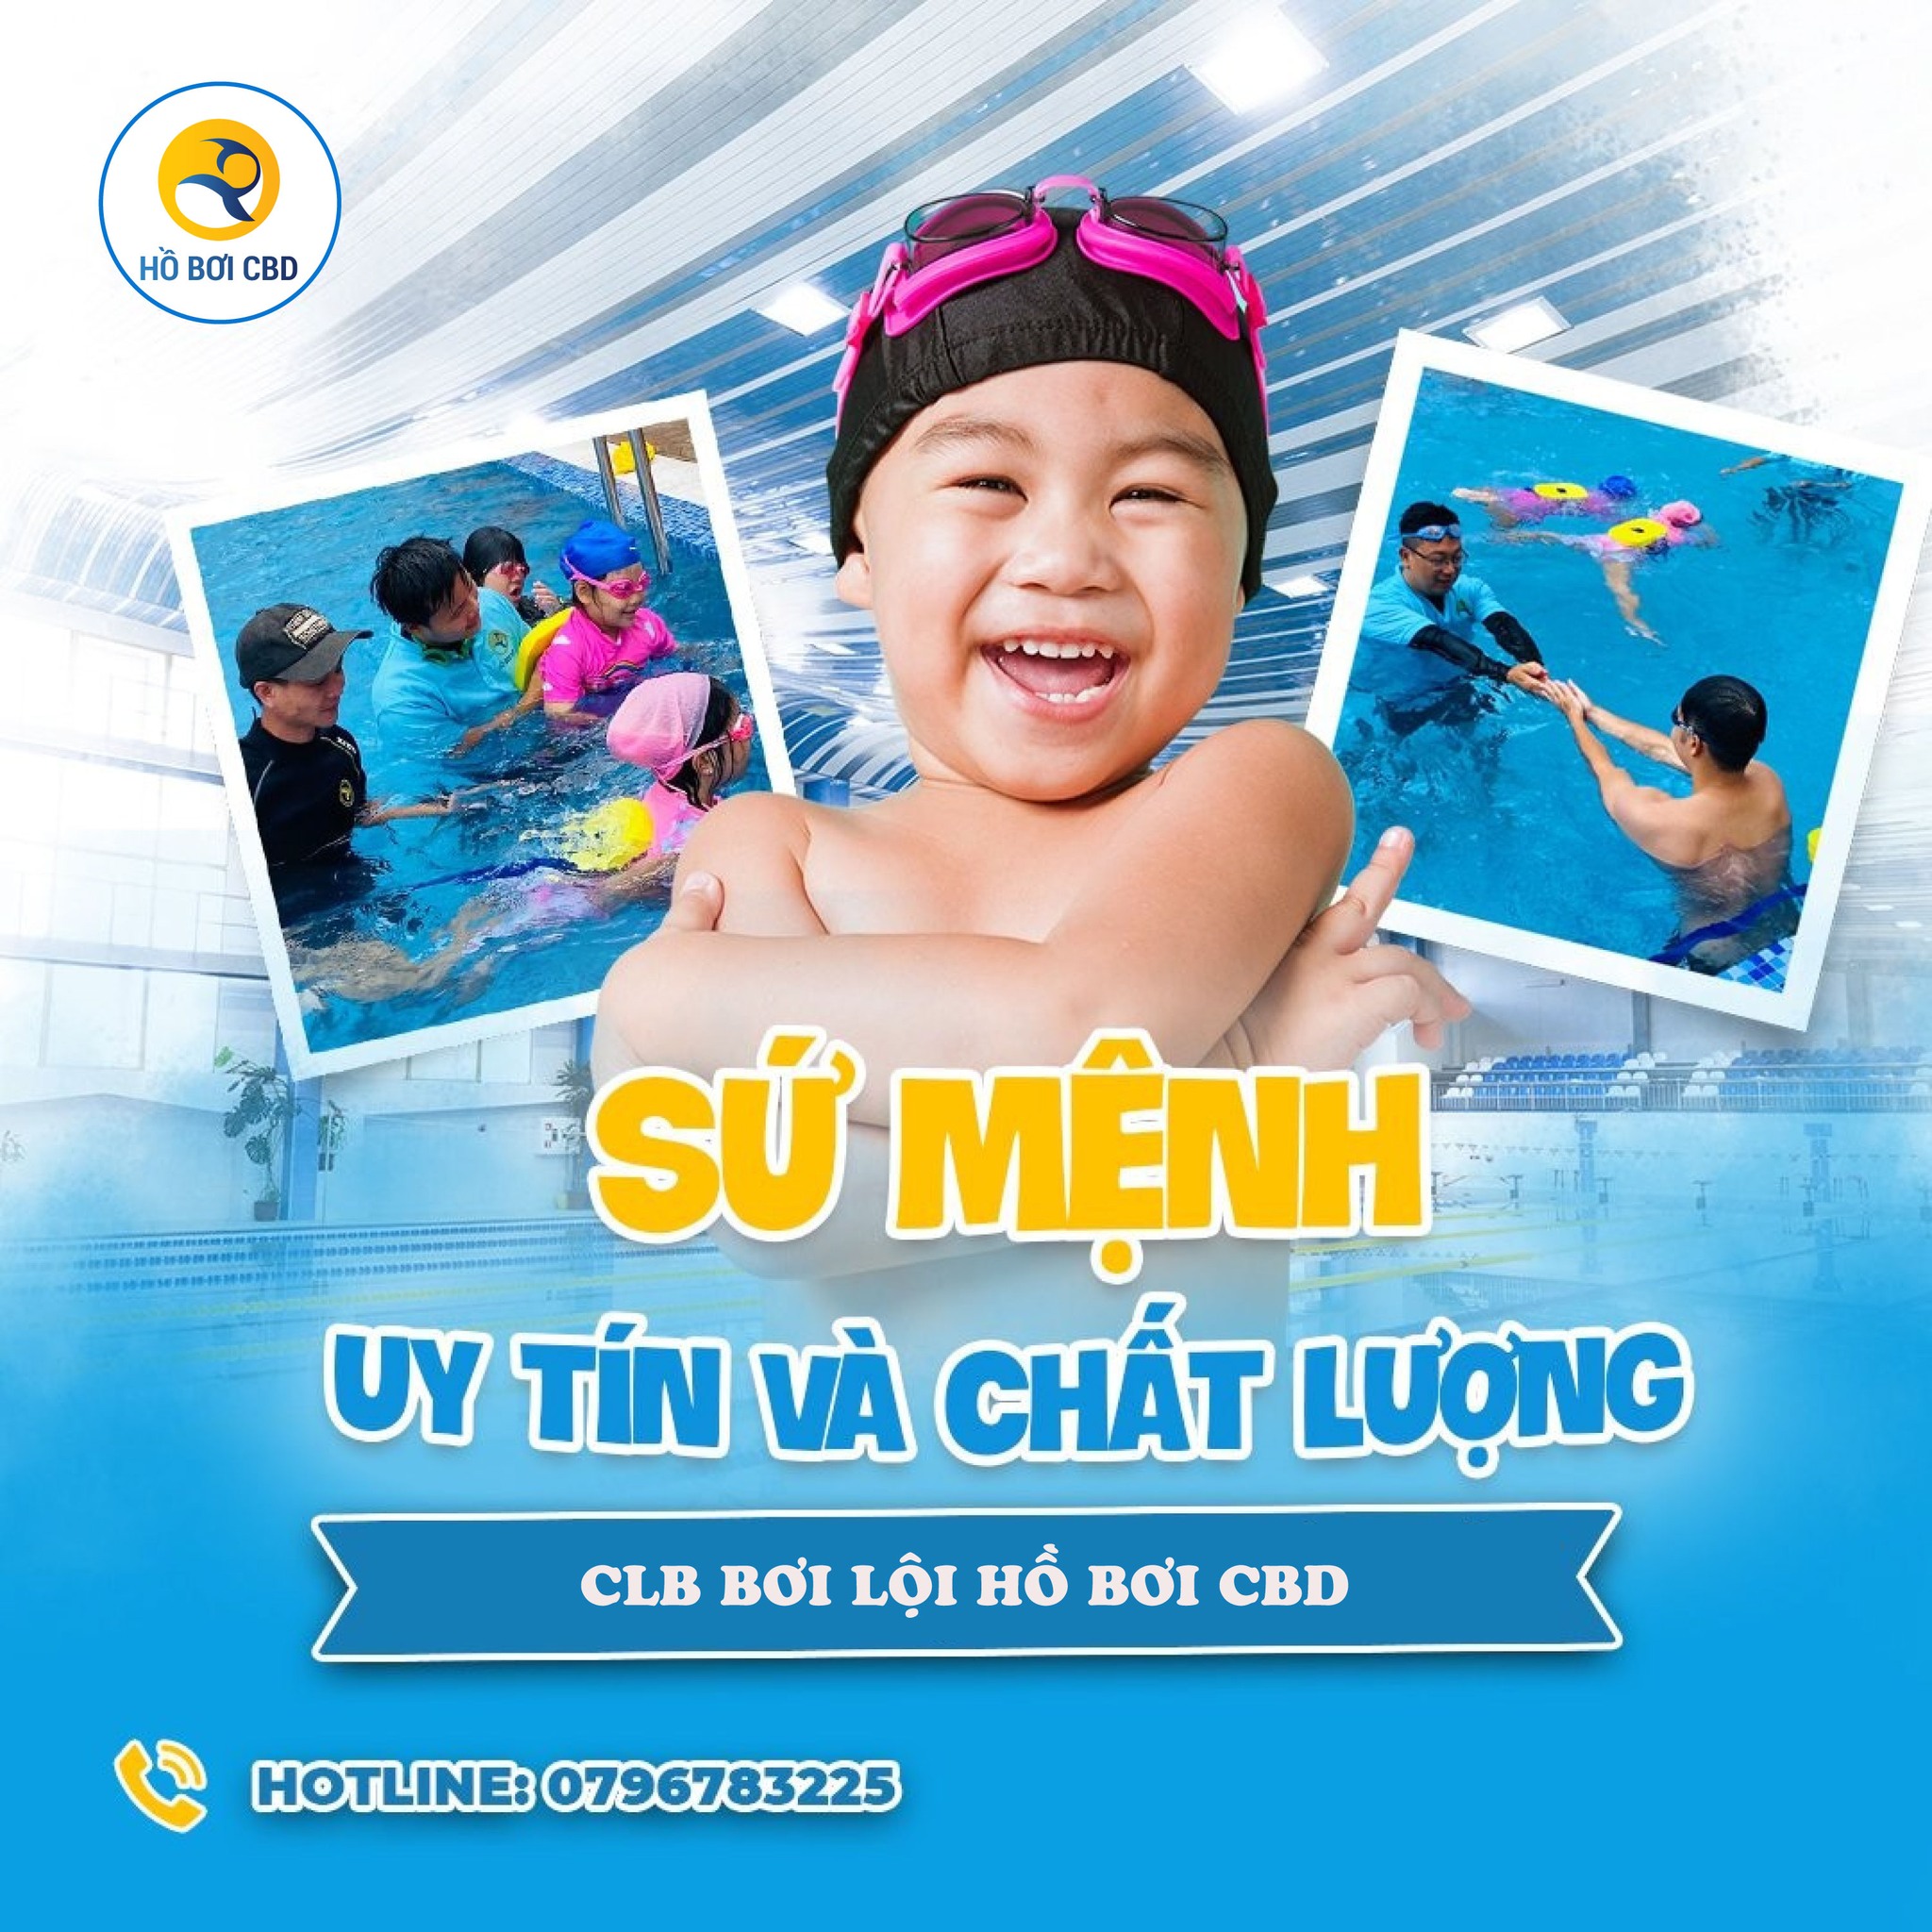 HỒ BƠI CBD
SỨ MỆNH
UY TÍN VÀ CHẤT LƯỢNG
CLB BƠI LỘI HỒ BƠI CBD
HOTLINE: 0796783225